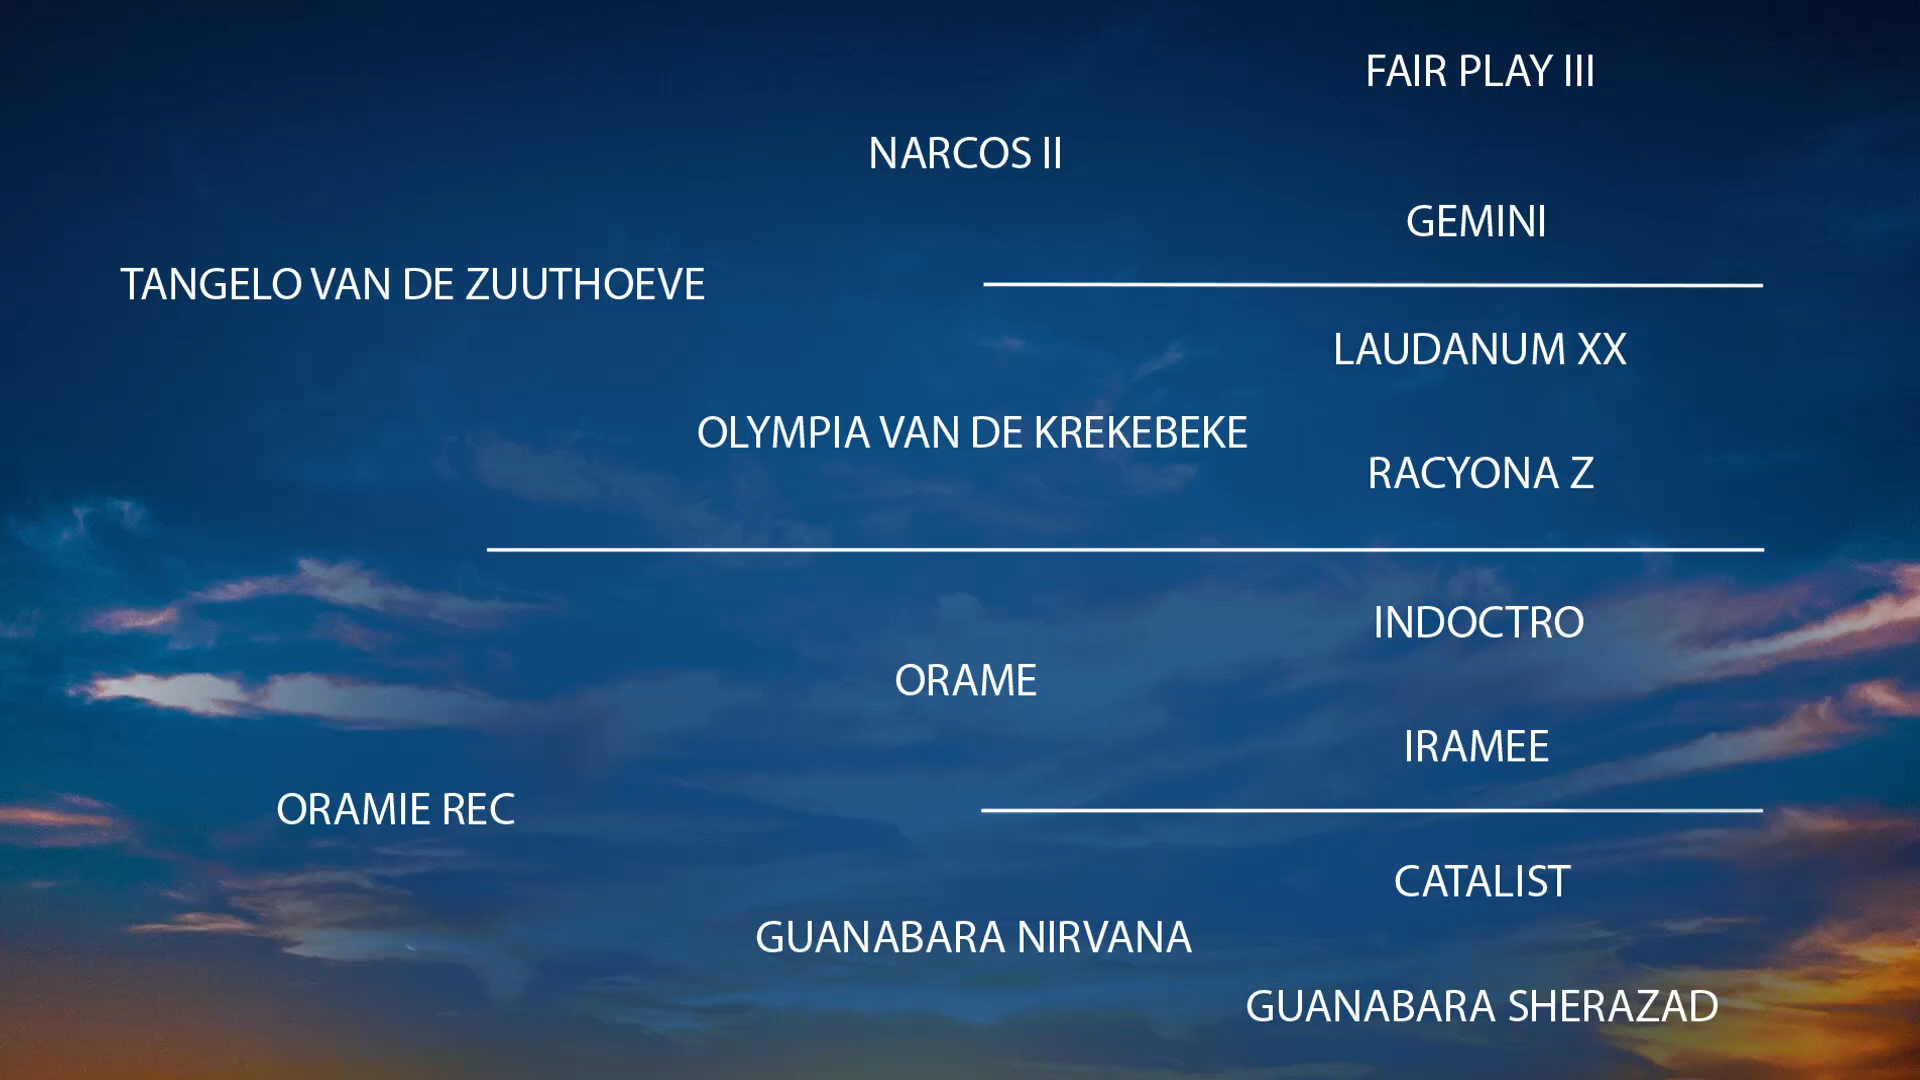 FAIR PLAY III
NARCOS II
GEMINI
TANGELO VAN DE ZUUTHOEVE
LAUDANUM XX
OLYMPIA VAN DE KREKEBEKE
RACYONA Z
INDOCTRO
ORAME
IRAMEE
ORAMIE REC
CATALIST
GUANABARA NIRVANA
GUANABARA SHERAZAD